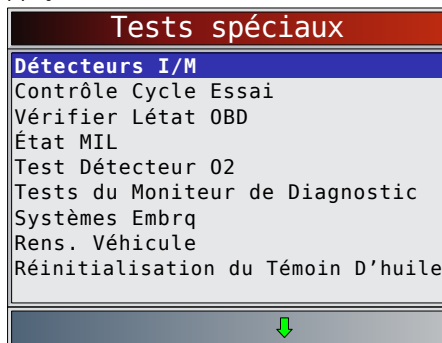 Tests spéciaux
Détecteurs I/M
Contrôle Cycle Essai
Vérifier Létat OBD
État MIL
Test Détecteur O2
Tests du Moniteur de Diagnostic
Systèmes Embrq
Rens. Véhicule
Réinitialisation du Témoin D’huile